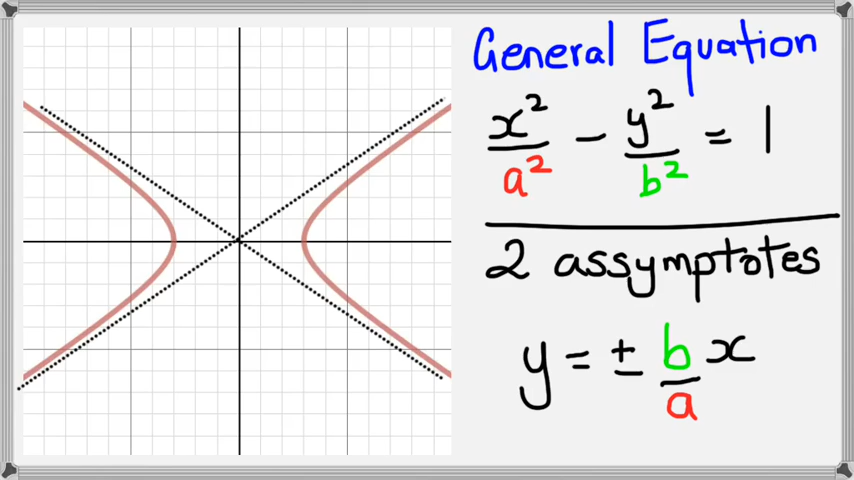 General Equation
x²/a² − y²/b² = 1
2 assymptotes
y = ± b/a x